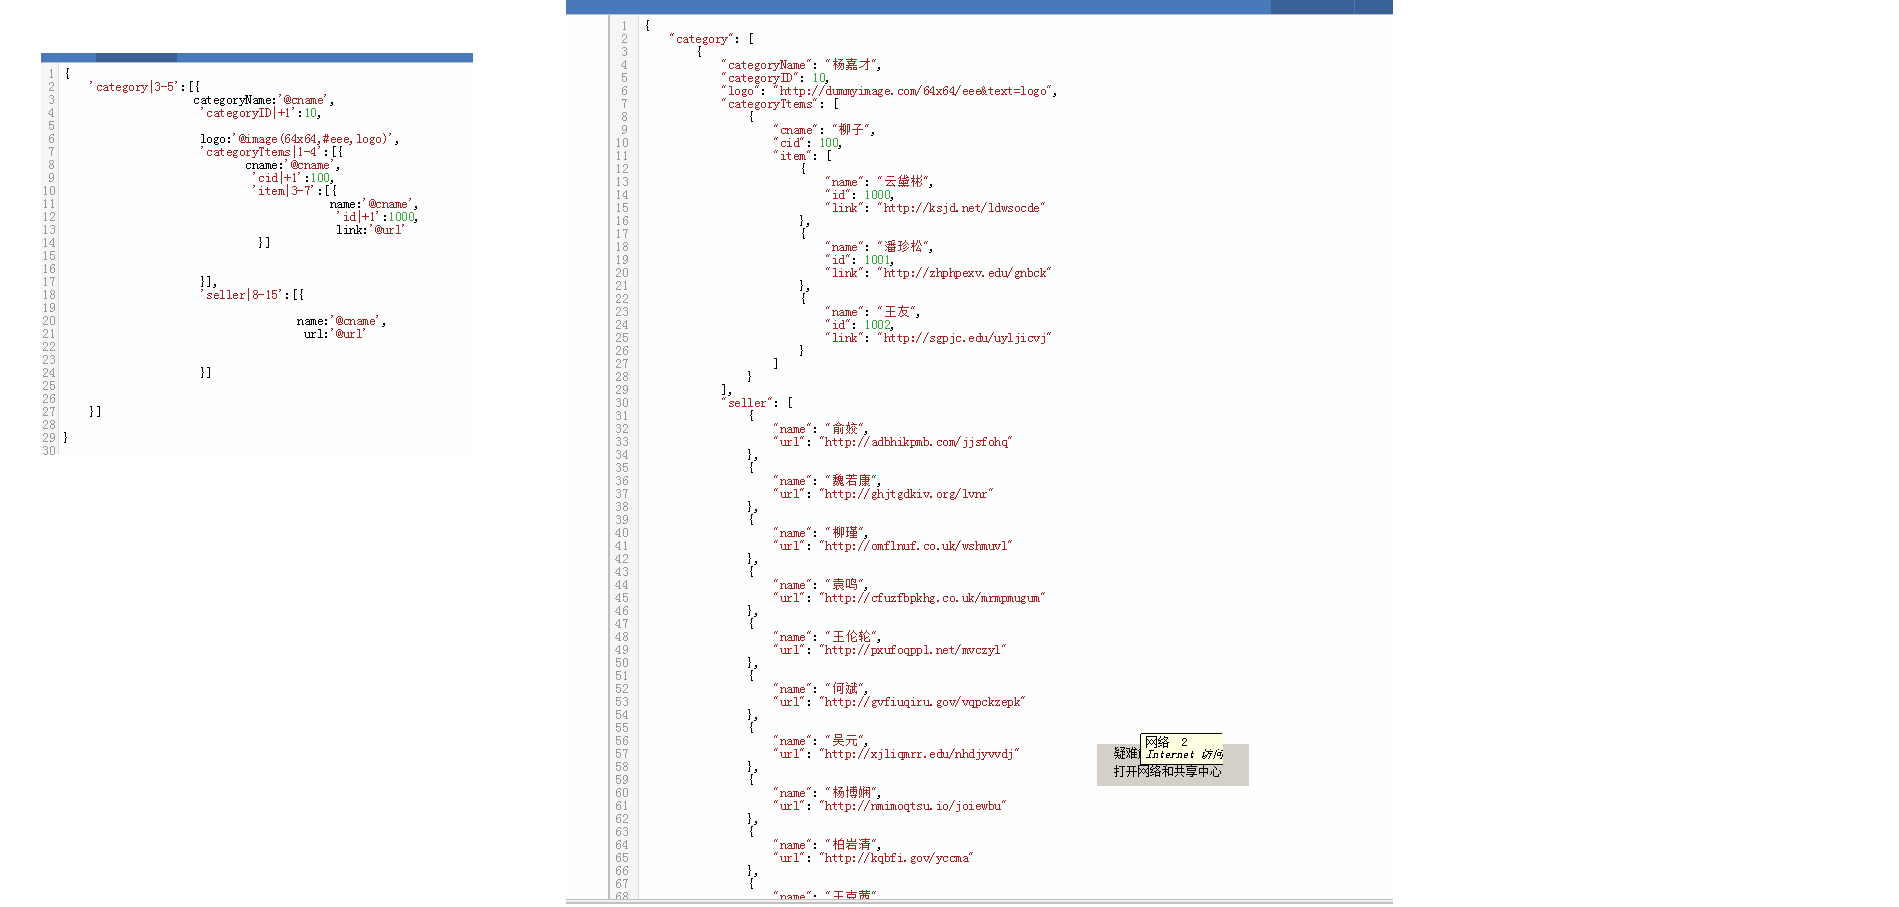 1 {
2 'category|3-5':[{
3 categoryName:'@cname',
4 'categoryID|+1':10,
5
6 logo:'@image(64x64,#eee,logo)',
7 'categoryTtems|1-4':[{
8 cname:'@cname',
9 'cid|+1':100,
10 'item|3-7':[{
11 name:'@cname',
12 'id|+1':1000,
13 link:'@url'
14 }]
15
16
17 }],
18 'seller|8-15':[{
19
20 name:'@cname',
21 url:'@url'
22
23
24 }]
25
26
27 }]
28
29 }
30
1 {
2 "category": [
3 {
4 "categoryName": "杨嘉才",
5 "categoryID": 10,
6 "logo": "http://dummyimage.com/64x64/eee&text=logo",
7 "categoryTtems": [
8 {
9 "cname": "柳子",
10 "cid": 100,
11 "item": [
12 {
13 "name": "云黛彬",
14 "id": 1000,
15 "link": "http://ksjd.net/ldwsocde"
16 },
17 {
18 "name": "潘珍松",
19 "id": 1001,
20 "link": "http://zhphpexv.edu/gnbck"
21 },
22 {
23 "name": "王友",
24 "id": 1002,
25 "link": "http://sgpjc.edu/uyljicvj"
26 }
27 ]
28 }
29 ],
30 "seller": [
31 {
32 "name": "俞姣",
33 "url": "http://adbhikpmb.com/jjsfohq"
34 },
35 {
36 "name": "魏若康",
37 "url": "http://ghjtgdkiv.org/lvnr"
38 },
39 {
40 "name": "柳瑾",
41 "url": "http://omflnuf.co.uk/wshmuvl"
42 },
43 {
44 "name": "袁鸣",
45 "url": "http://cfuzfbpkhg.co.uk/mrmpmugum"
46 },
47 {
48 "name": "王伦轮",
49 "url": "http://pxufoqppl.net/mvczyl"
50 },
51 {
52 "name": "何斌",
53 "url": "http://gvfiuqiru.gov/vqpckzepk"
54 },
55 {
56 "name": "吴元",
57 "url": "http://xjliqmrr.edu/nhdjyvvdj"
58 },
59 {
60 "name": "杨博娴",
61 "url": "http://nmimoqtsu.io/joiewbu"
62 },
63 {
64 "name": "柏岩清",
65 "url": "http://kqbfi.gov/yccma"
66 },
67 {
68 "name": "王克茜"
网络 2
疑难
Internet 访问
打开网络和共享中心